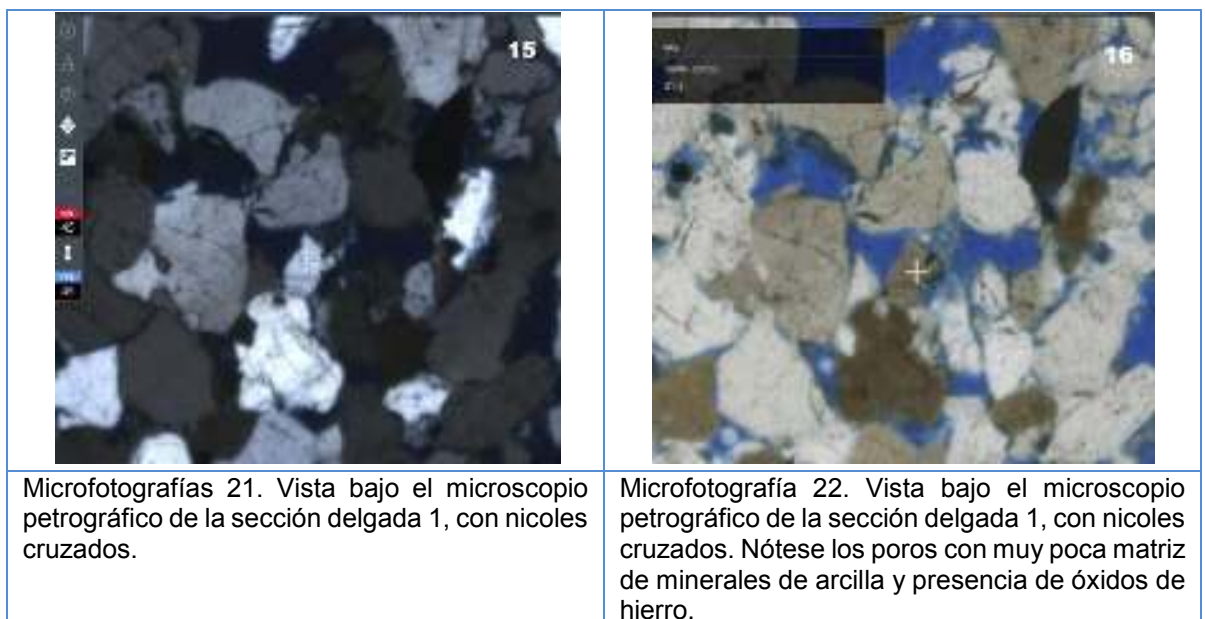 15
16
Microfotografías 21. Vista bajo el microscopio
petrográfico de la sección delgada 1, con nicoles
cruzados.
Microfotografía 22. Vista bajo el microscopio
petrográfico de la sección delgada 1, con nicoles
cruzados. Nótese los poros con muy poca matriz
de minerales de arcilla y presencia de óxidos de
hierro.